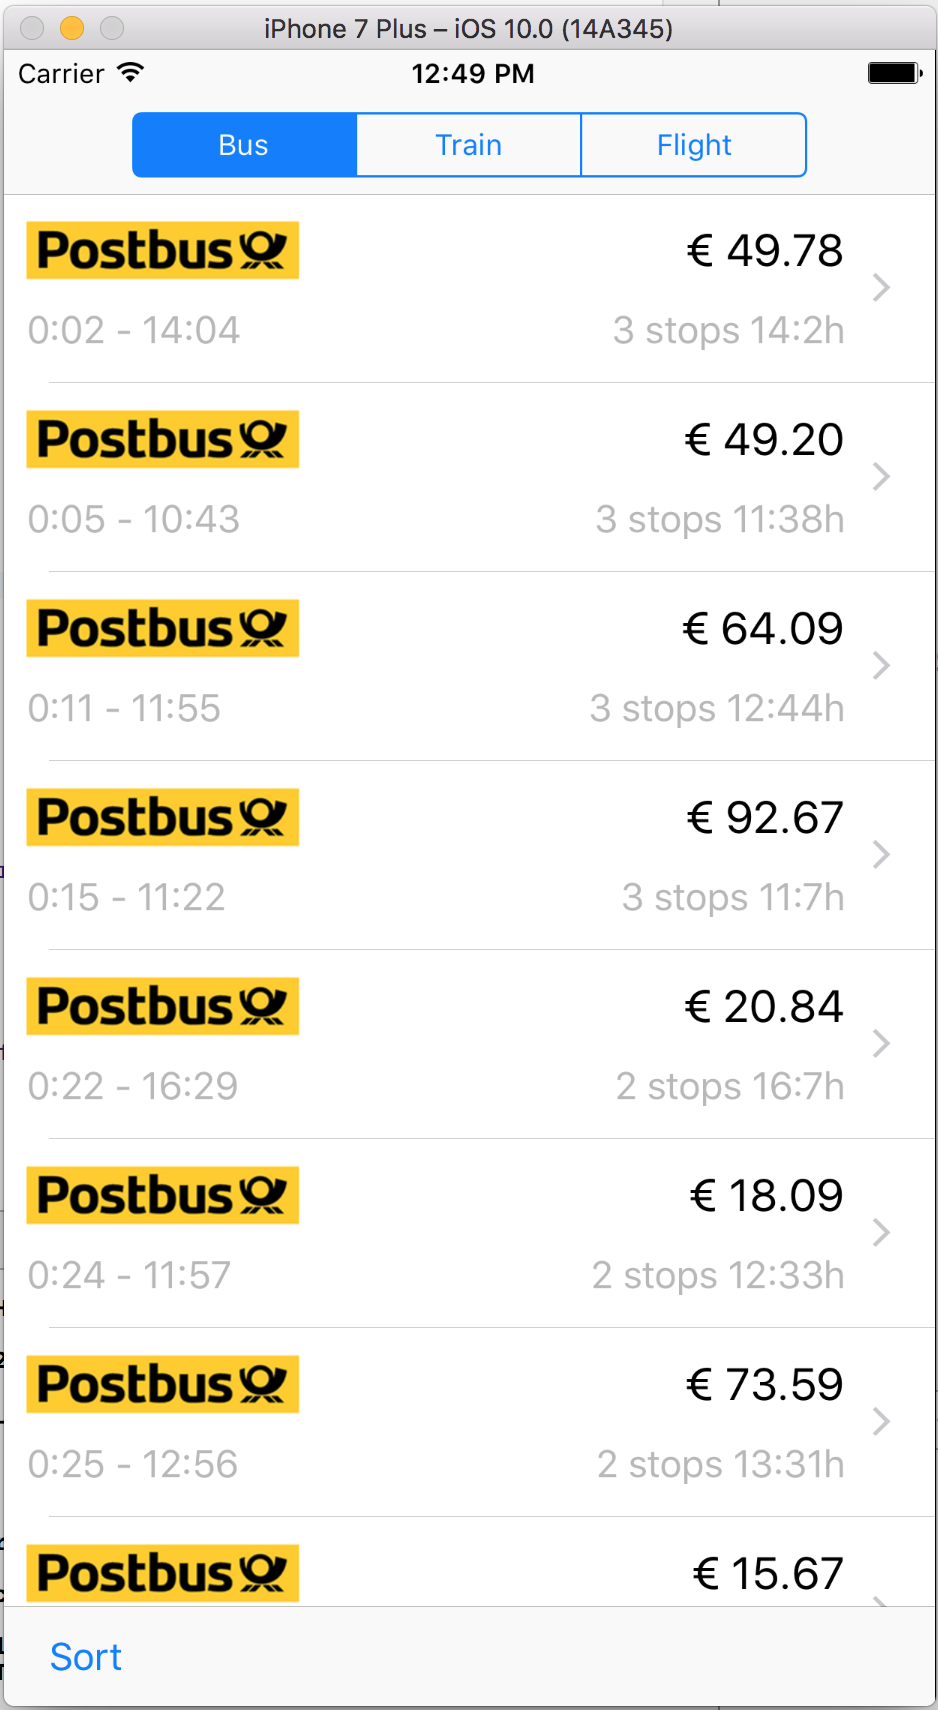 iPhone 7 Plus – iOS 10.0 (14A345)
Carrier 12:49 PM
Bus Train Flight
Postbus € 49.78
0:02 - 14:04 3 stops 14:2h
Postbus € 49.20
0:05 - 10:43 3 stops 11:38h
Postbus € 64.09
0:11 - 11:55 3 stops 12:44h
Postbus € 92.67
0:15 - 11:22 3 stops 11:7h
Postbus € 20.84
0:22 - 16:29 2 stops 16:7h
Postbus € 18.09
0:24 - 11:57 2 stops 12:33h
Postbus € 73.59
0:25 - 12:56 2 stops 13:31h
Postbus € 15.67
Sort